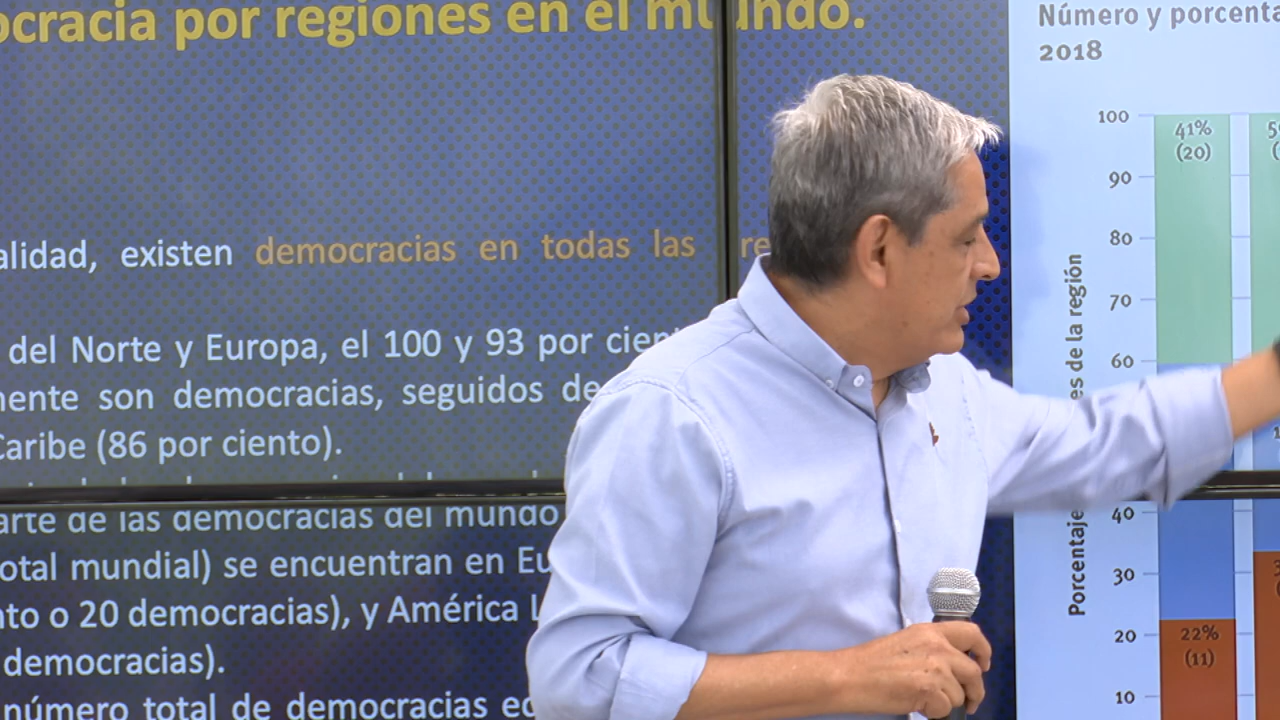 ocracia por regiones en el mundo.
alidad, existen democracias en todas las re
del Norte y Europa, el 100 y 93 por cien
mente son democracias, seguidos de
Caribe (86 por ciento).
arte de las democracias del mundo
otal mundial) se encuentran en Eu
nto o 20 democracias), y América L
democracias).
número total de democracias ed
Número y porcenta
2018
Porcentaje
es de la región
100
90
80
70
60
40
30
20
10
41%
(20)
22%
(11)